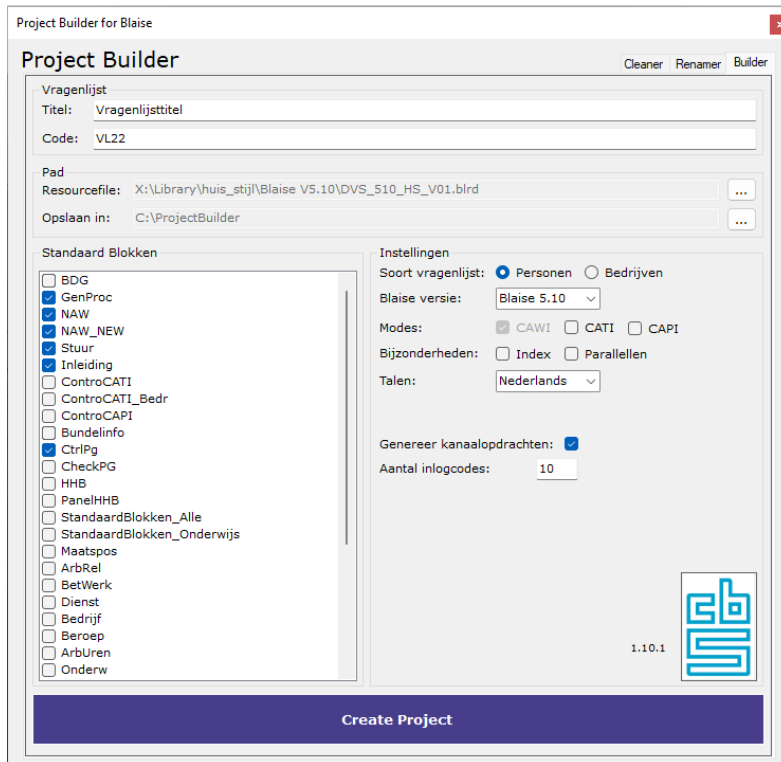 Project Builder for Blaise
Project Builder
Cleaner Renamer Builder
Vragenlijst
Titel: Vragenlijsttitel
Code: VL22
Pad
Resourcefile: X:\Library\huis_stijl\Blaise V5.10\DVS_510_HS_V01.blrd ...
Opslaan in: C:\ProjectBuilder ...
Standaard Blokken
BDG
GenProc
NAW
NAW_NEW
Stuur
Inleiding
ControCATI
ControCATI_Bedr
ControCAPI
Bundelinfo
CtrlPg
CheckPG
HHB
PanelHHB
StandaardBlokken_Alle
StandaardBlokken_Onderwijs
Maatspos
ArbRel
BetWerk
Dienst
Bedrijf
Beroep
ArbUren
Onderw
Instellingen
Soort vragenlijst: Personen Bedrijven
Blaise versie: Blaise 5.10
Modes: CAWI CATI CAPI
Bijzonderheden: Index Parallellen
Talen: Nederlands
Genereer kanaalopdrachten:
Aantal inlogcodes: 10
1.10.1
cbs
Create Project